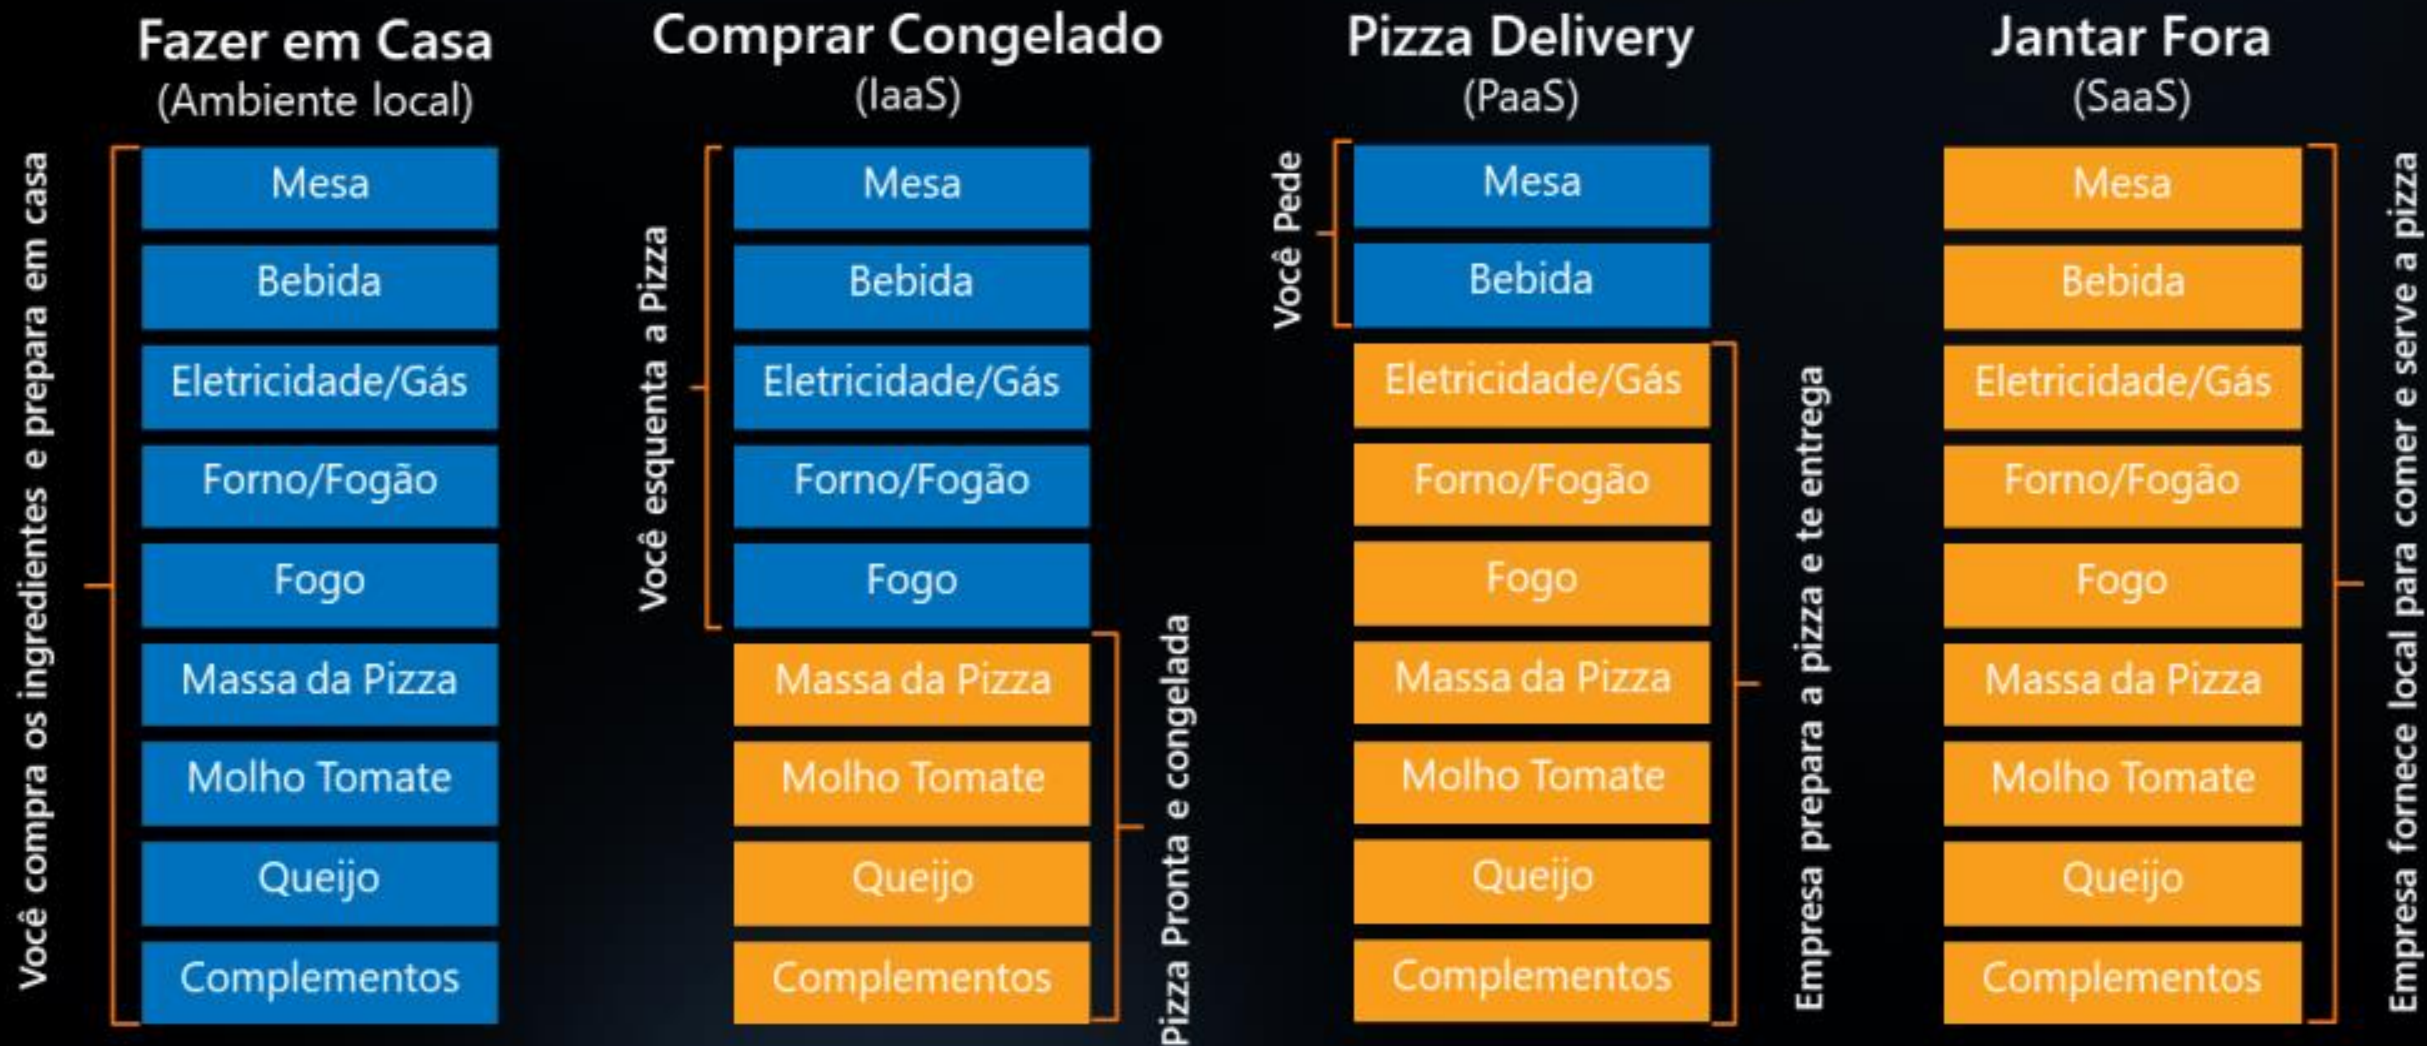 Fazer em Casa
(Ambiente local)
Você compra os ingredientes e prepara em casa
Mesa
Bebida
Eletricidade/Gás
Forno/Fogão
Fogo
Massa da Pizza
Molho Tomate
Queijo
Complementos
Comprar Congelado
(IaaS)
Você esquenta a Pizza
Mesa
Bebida
Eletricidade/Gás
Forno/Fogão
Fogo
Massa da Pizza
Molho Tomate
Queijo
Complementos
Pizza Pronta e congelada
Pizza Delivery
(PaaS)
Você Pede
Mesa
Bebida
Eletricidade/Gás
Forno/Fogão
Fogo
Massa da Pizza
Molho Tomate
Queijo
Complementos
Empresa prepara a pizza e te entrega
Jantar Fora
(SaaS)
Mesa
Bebida
Eletricidade/Gás
Forno/Fogão
Fogo
Massa da Pizza
Molho Tomate
Queijo
Complementos
Empresa fornece local para comer e serve a pizza